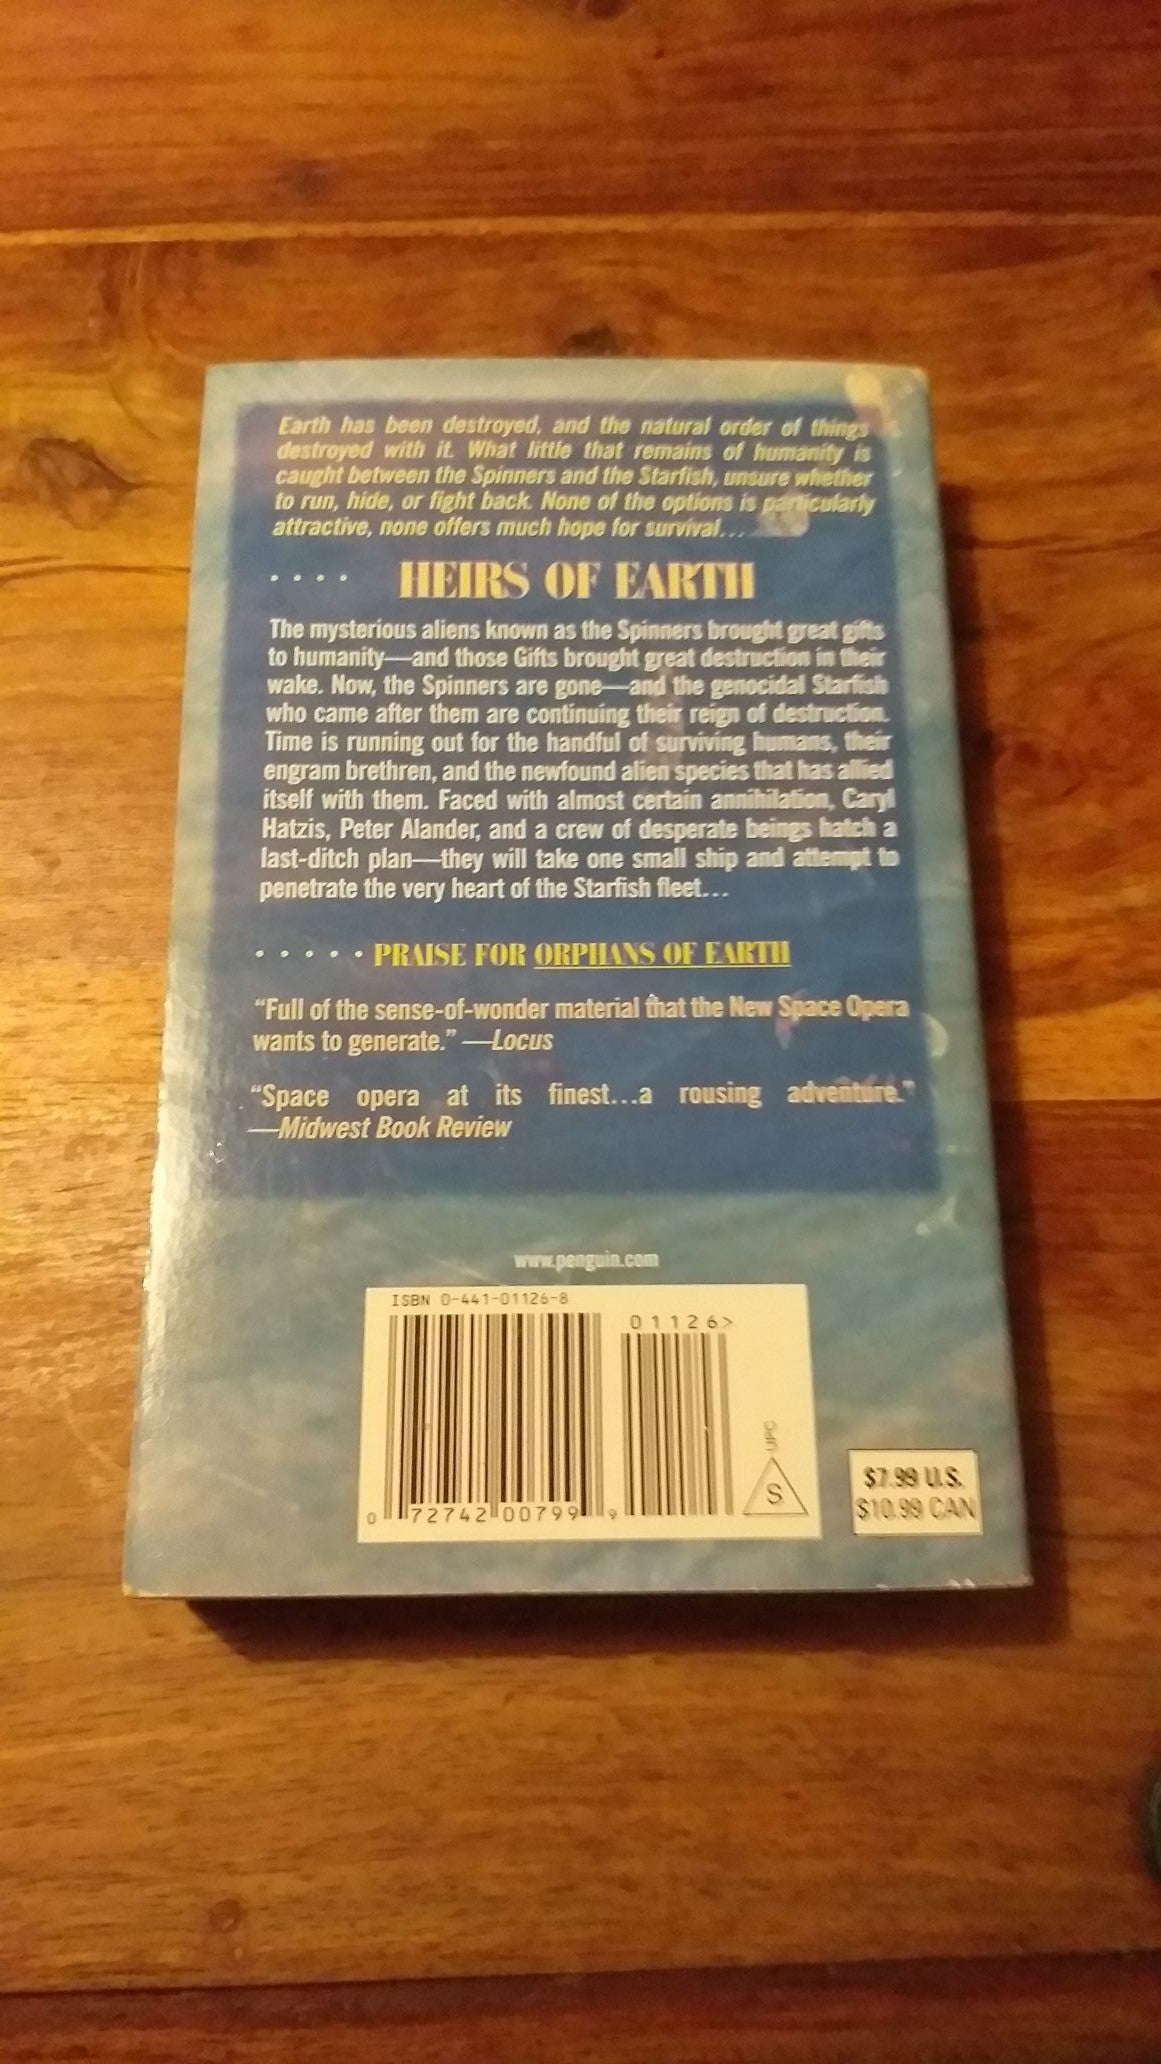 Earth has been destroyed, and the natural order of things
destroyed with it. What little that remains of humanity is
caught between the Spinners and the Starfish, unsure whether
to run, hide, or fight back. None of the options is particularly
attractive, none offers much hope for survival...
.... HEIRS OF EARTH
The mysterious aliens known as the Spinners brought great gifts
to humanity—and those Gifts brought great destruction in their
wake. Now, the Spinners are gone—and the genocidal Starfish
who came after them are continuing their reign of destruction.
Time is running out for the handful of surviving humans, their
engram brethren, and the newfound alien species that has allied
itself with them. Faced with almost certain annihilation, Caryl
Hatzis, Peter Alander, and a crew of desperate beings hatch a
last-ditch plan—they will take one small ship and attempt to
penetrate the very heart of the Starfish fleet...
..... PRAISE FOR ORPHANS OF EARTH
“Full of the sense-of-wonder material that the New Space Opera
wants to generate.” —Locus
“Space opera at its finest...a rousing adventure.”
—Midwest Book Review
www.penguin.com
ISBN 0-441-01126-8
01126>
UPC
S
0 72742 00799 9
$7.99 U.S.
$10.99 CAN